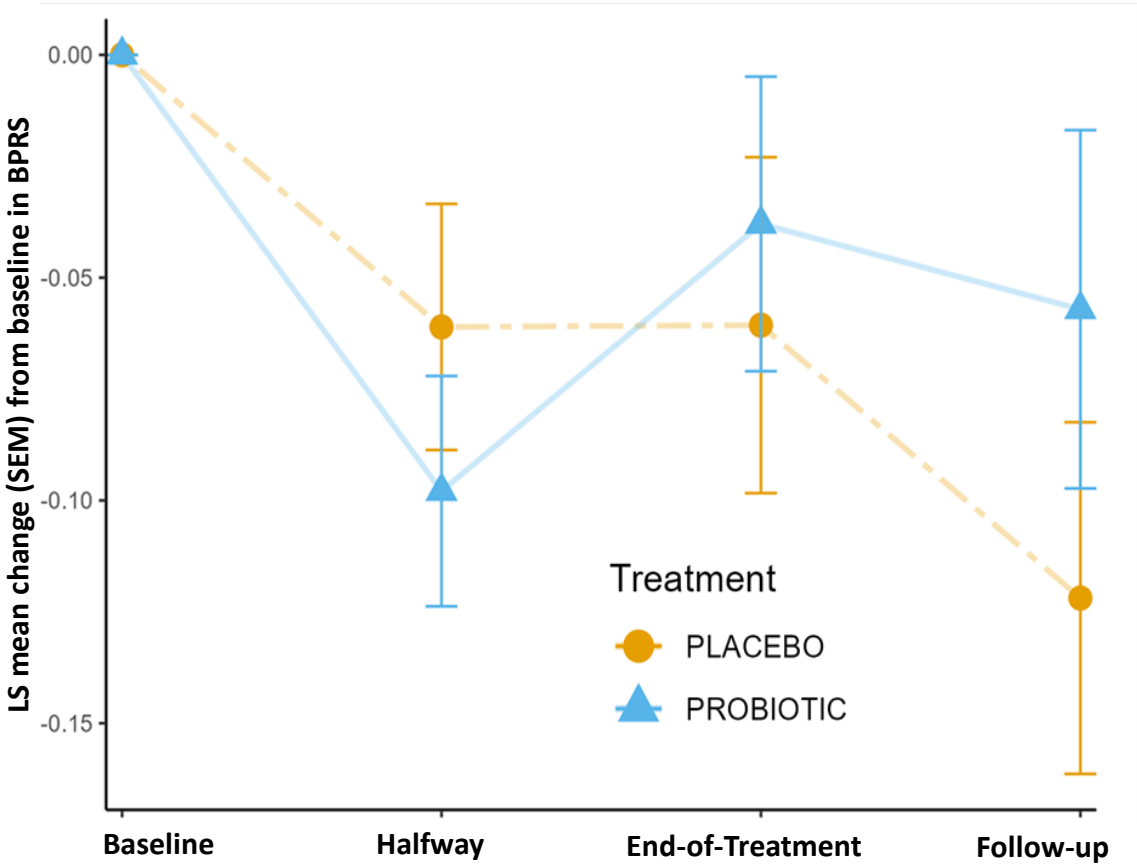 LS mean change (SEM) from baseline in BPRS
0.00
-0.05
-0.10
-0.15
Treatment
PLACEBO
PROBIOTIC
Baseline Halfway End-of-Treatment Follow-up